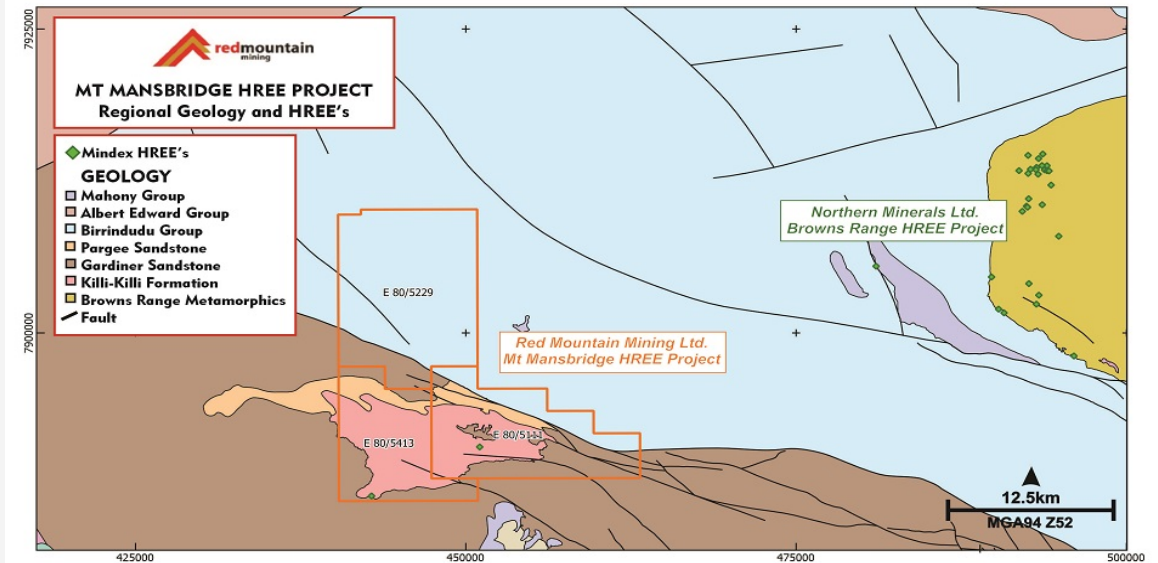 7925000
7900000
redmountain
mining
MT MANSBRIDGE HREE PROJECT
Regional Geology and HREE's
Mindex HREE's
GEOLOGY
Mahony Group
Albert Edward Group
Birrindudu Group
Pargee Sandstone
Gardiner Sandstone
Killi-Killi Formation
Browns Range Metamorphics
Fault
Northern Minerals Ltd.
Browns Range HREE Project
E 80/5229
Red Mountain Mining Ltd.
Mt Mansbridge HREE Project
E 80/5413
E 80/5111
12.5km
MGA94 Z52
425000
450000
475000
500000